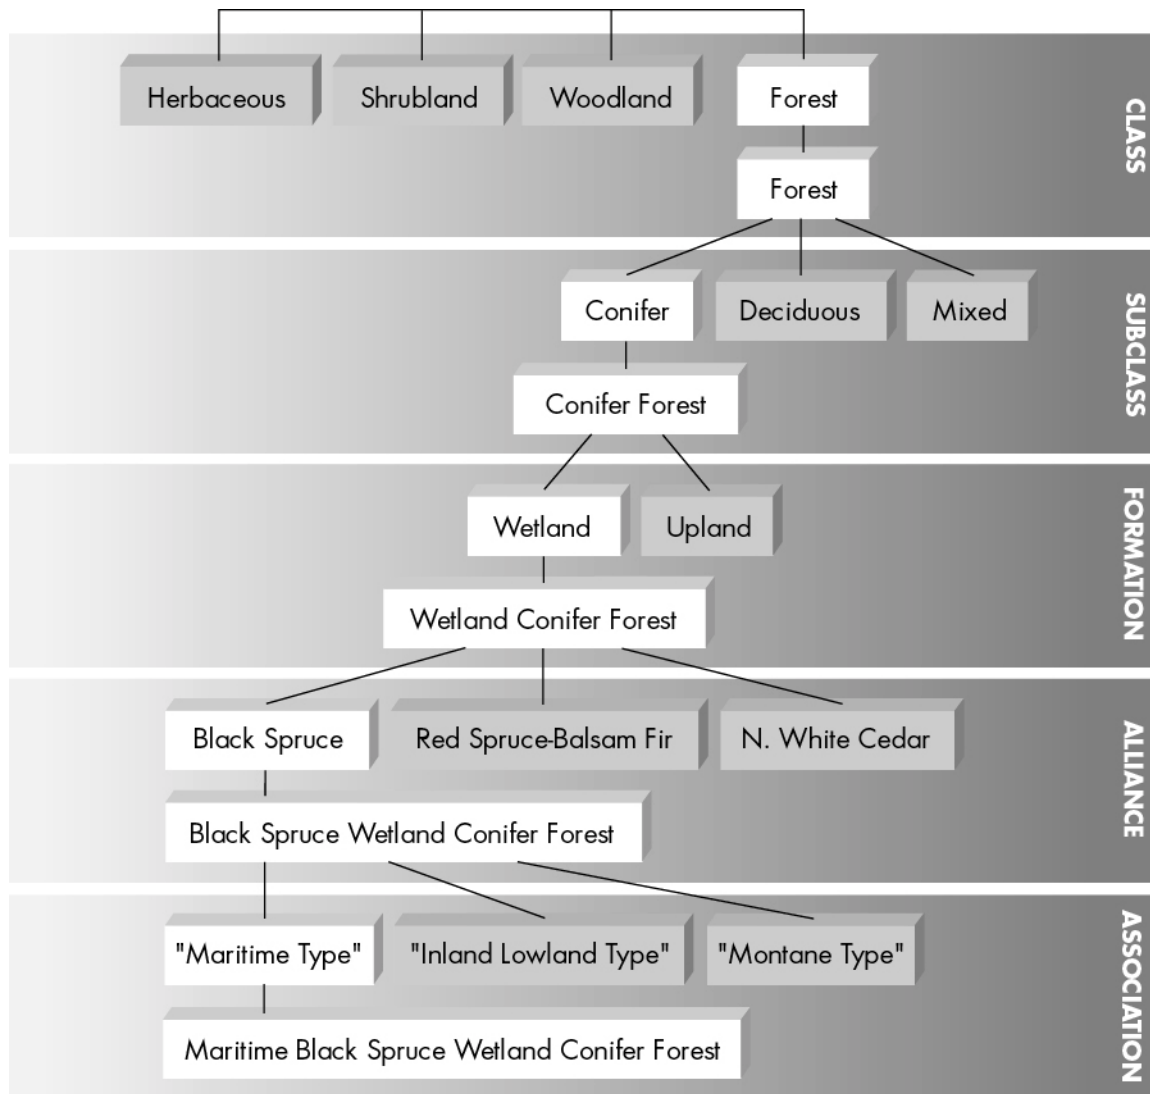 Herbaceous
Shrubland
Woodland
Forest
Forest
CLASS
Conifer
Deciduous
Mixed
Conifer Forest
SUBCLASS
Wetland
Upland
Wetland Conifer Forest
FORMATION
Black Spruce
Red Spruce-Balsam Fir
N. White Cedar
Black Spruce Wetland Conifer Forest
ALLIANCE
"Maritime Type"
"Inland Lowland Type"
"Montane Type"
Maritime Black Spruce Wetland Conifer Forest
ASSOCIATION